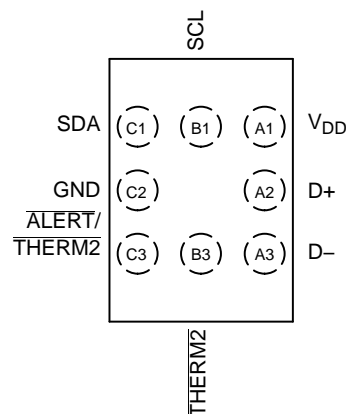 SCL
SDA C1 B1 A1 VDD
GND C2 A2 D+
ALERT/
THERM2 C3 B3 A3 D−
THERM2